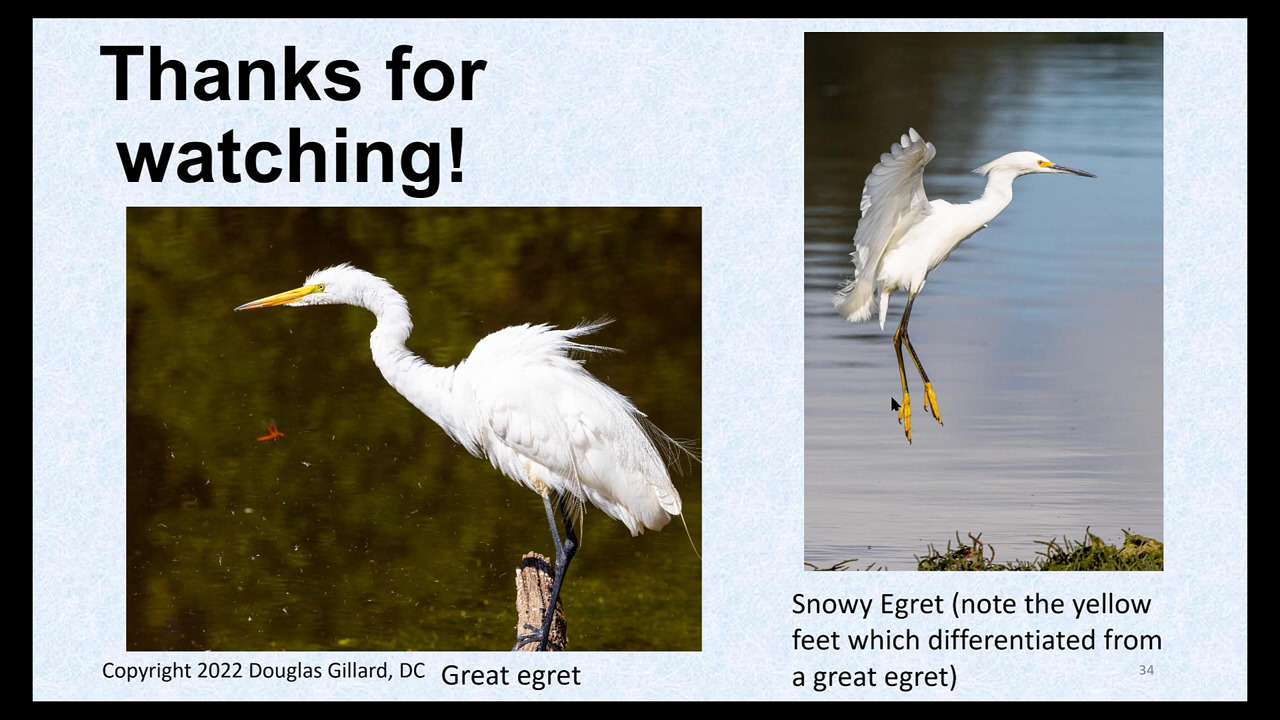 Thanks for
watching!
Copyright 2022 Douglas Gillard, DC
Great egret
Snowy Egret (note the yellow
feet which differentiated from
a great egret)
34